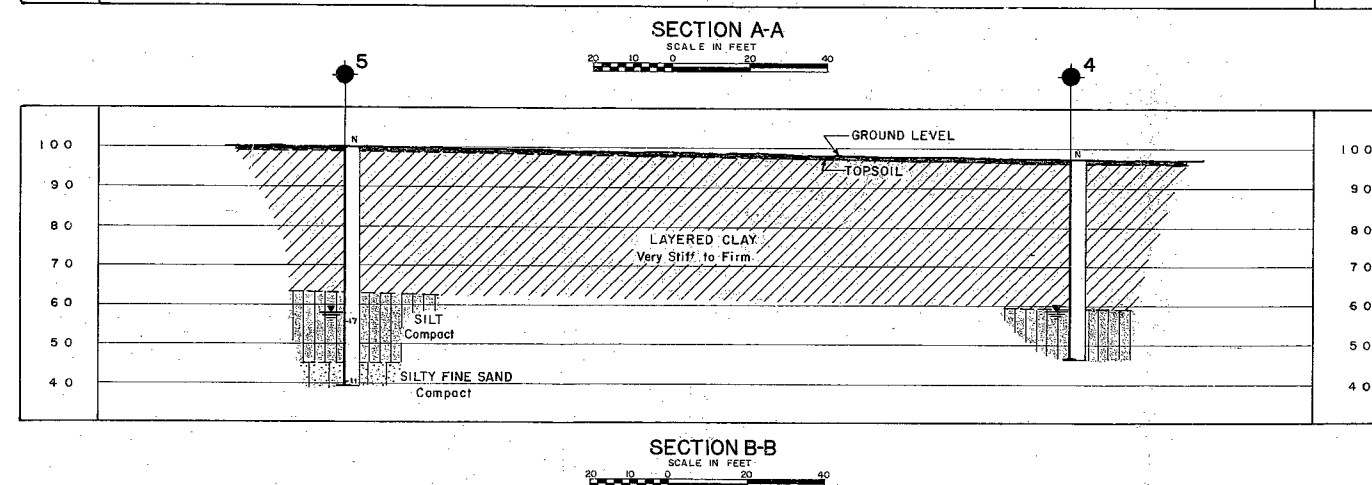 SECTION A-A
SCALE IN FEET
20 10 0 20 40
5 4
100 N GROUND LEVEL N 100
TOPSOIL
90 90
80 LAYERED CLAY 80
Very Stiff to Firm
70 70
60 60
17 SILT
Compact
50 50
11 SILTY FINE SAND
40 40
Compact
SECTION B-B
SCALE IN FEET
20 10 0 20 40